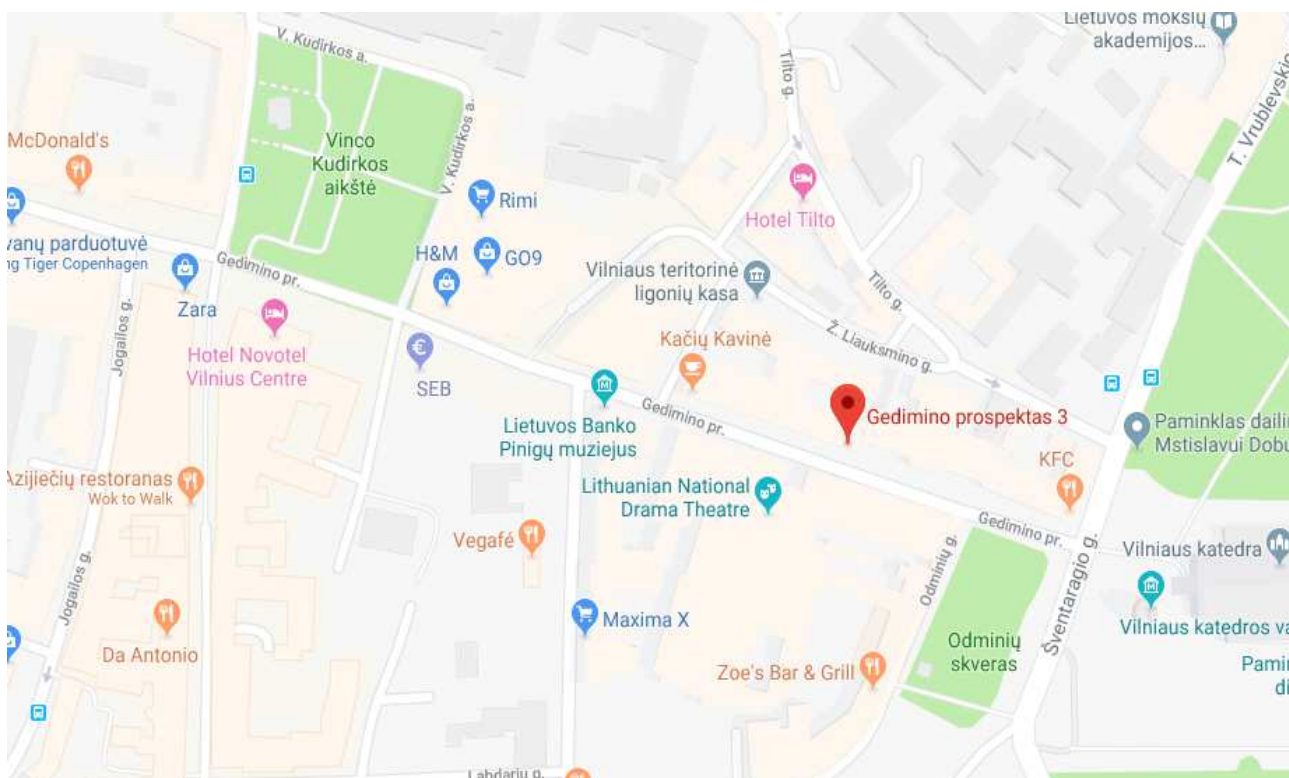 Lietuvos mokslų
akademijos...
V. Kudirkos a.
Tilto g.
T. Vrublevskio
McDonald's
Vinco
Kudirkos
aikštė
V. Kudirkos a.
Rimi
Hotel Tilto
vanų parduotuvė
ng Tiger Copenhagen
Gedimino pr.
H&M
GO9
Vilniaus teritorinė
ligonių kasa
Tilto g.
Zara
Jogailos g.
Hotel Novotel
Vilnius Centre
SEB
Kačių Kavinė
Ž. Liauksmino g.
Gedimino pr.
Gedimino prospektas 3
Lietuvos Banko
Pinigų muziejus
Paminklas dailin
Mstislavui Dobu
KFC
Azijiečių restoranas
Wok to Walk
Lithuanian National
Drama Theatre
Gedimino pr.
Vegafé
Vilniaus katedra
Odminių g.
Šventaragio g.
Jogailos g.
Maxima X
Vilniaus katedros va
Da Antonio
Odminių
skveras
Zoe's Bar & Grill
Pamin
di
Labdarių g.